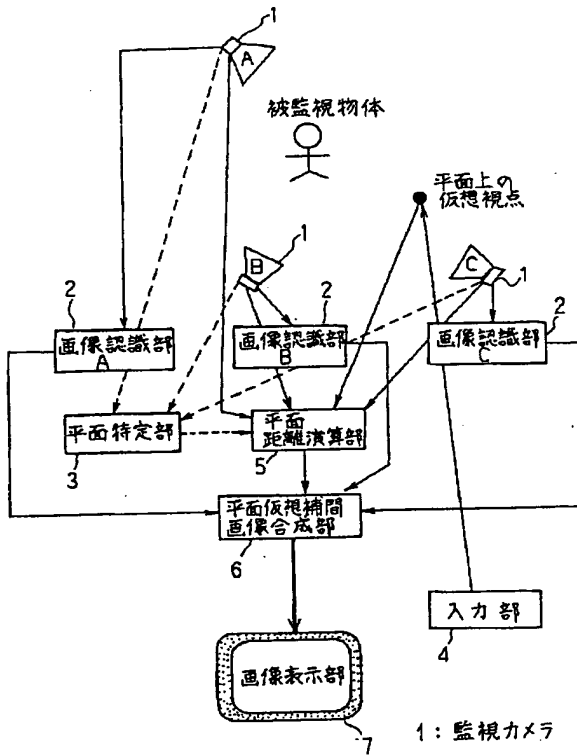 1
A
被監視物体
平面上の
仮想視点
1
B
C
1
2
画像認識部
A
2
画像認識部
B
2
画像認識部
C
平面特定部
3
平面
距離演算部
5
平面仮想補間
画像合成部
6
入力部
4
画像表示部
7
1：監視カメラ